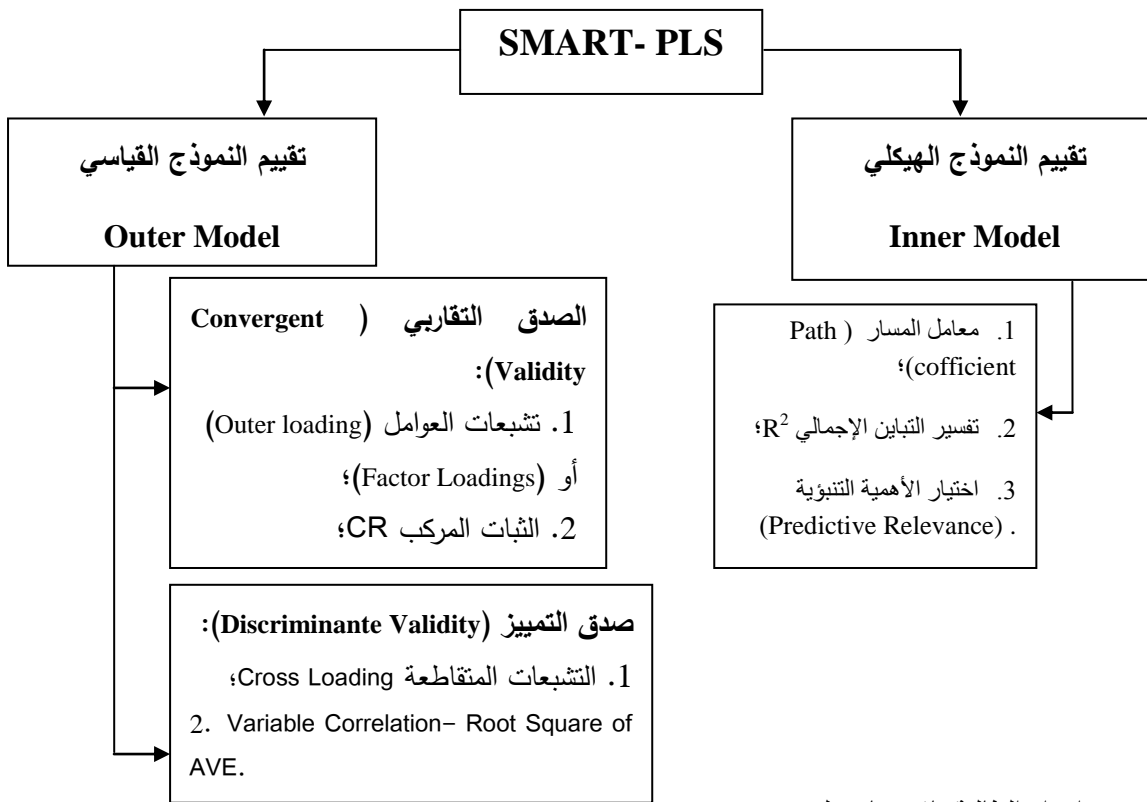 SMART- PLS
تقييم النموذج القياسي
Outer Model
تقييم النموذج الهيكلي
Inner Model
الصدق التقاربي ( Convergent
Validity):
1. تشبعات العوامل (Outer loading)
أو (Factor Loadings)؛
2. الثبات المركب CR؛
صدق التمييز (Discriminante Validity):
1. التشبعات المتقاطعة Cross Loading؛
2. Variable Correlation– Root Square of
AVE.
1. معامل المسار ( Path
cofficient)؛
2. تفسير التباين الإجمالي R²؛
3. اختيار الأهمية التنبؤية
(Predictive Relevance) .